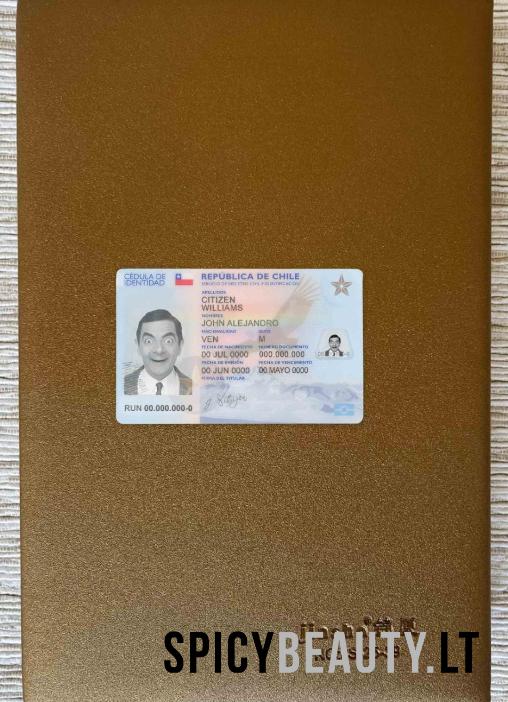 CÉDULA DE
IDENTIDAD
REPÚBLICA DE CHILE
SERVICIO DE REGISTRO CIVIL E IDENTIFICACIÓN
APELLIDOS
CITIZEN
WILLIAMS
NOMBRES
JOHN ALEJANDRO
NACIONALIDAD SEXO
VEN M
FECHA DE NACIMIENTO NÚMERO DOCUMENTO
00 JUL 0000 000.000.000
FECHA DE EMISIÓN FECHA DE VENCIMIENTO
00 JUN 0000 00 MAYO 0000
FIRMA DEL TITULAR
RUN 00.000.000-0
SPICYBEAUTY.LT